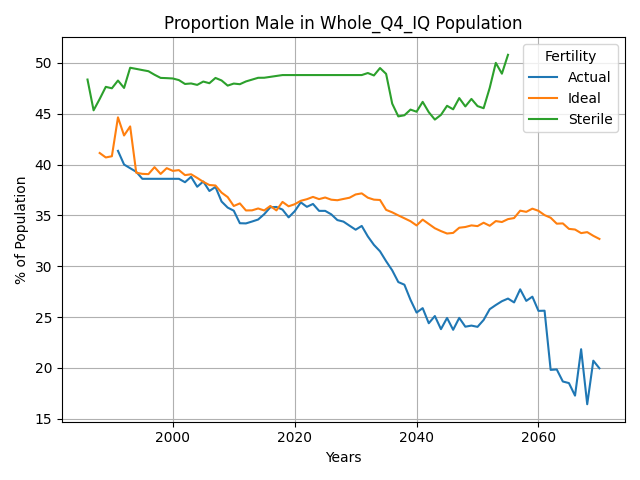 Proportion Male in Whole_Q4_IQ Population
Fertility
Actual
Ideal
Sterile
% of Population
50
45
40
35
30
25
20
15
2000
2020
2040
2060
Years